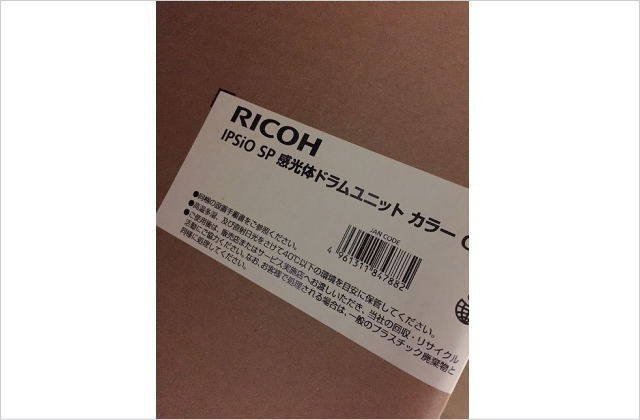 RICOH
IPSiO SP 感光体ドラムユニット カラー C
●同梱の設置手順書をご参照ください。
●高温多湿、及び直射日光をさけて40℃以下の環境を目安に保管してください。
●ご使用後は、販売店またはサービス実施店へお渡しいただき、当社の回収・リサイクル
活動にご協力ください。なお、お客様で処理される場合は、一般のプラスチック廃棄物と
同様に処理してください。
JAN CODE
4 961311 847882